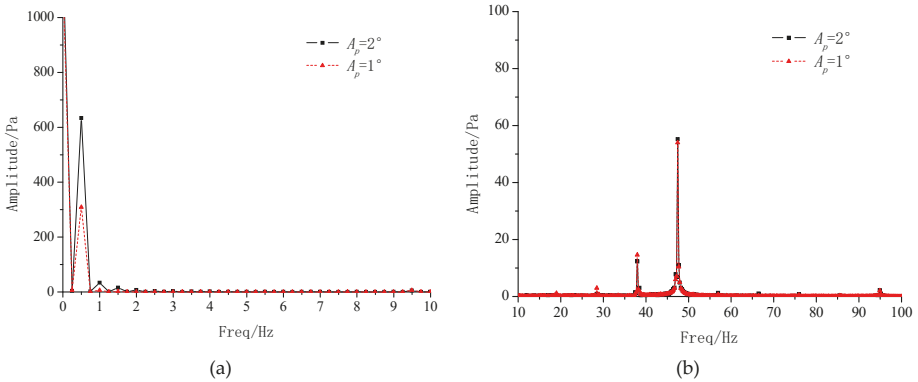 1000
800
600
400
200
0
Amplitude/Pa
A_p=2°
A_p=1°
0 1 2 3 4 5 6 7 8 9 10
Freq/Hz
(a)
100
80
60
40
20
0
Amplitude/Pa
A_p=2°
A_p=1°
10 20 30 40 50 60 70 80 90 100
Freq/Hz
(b)